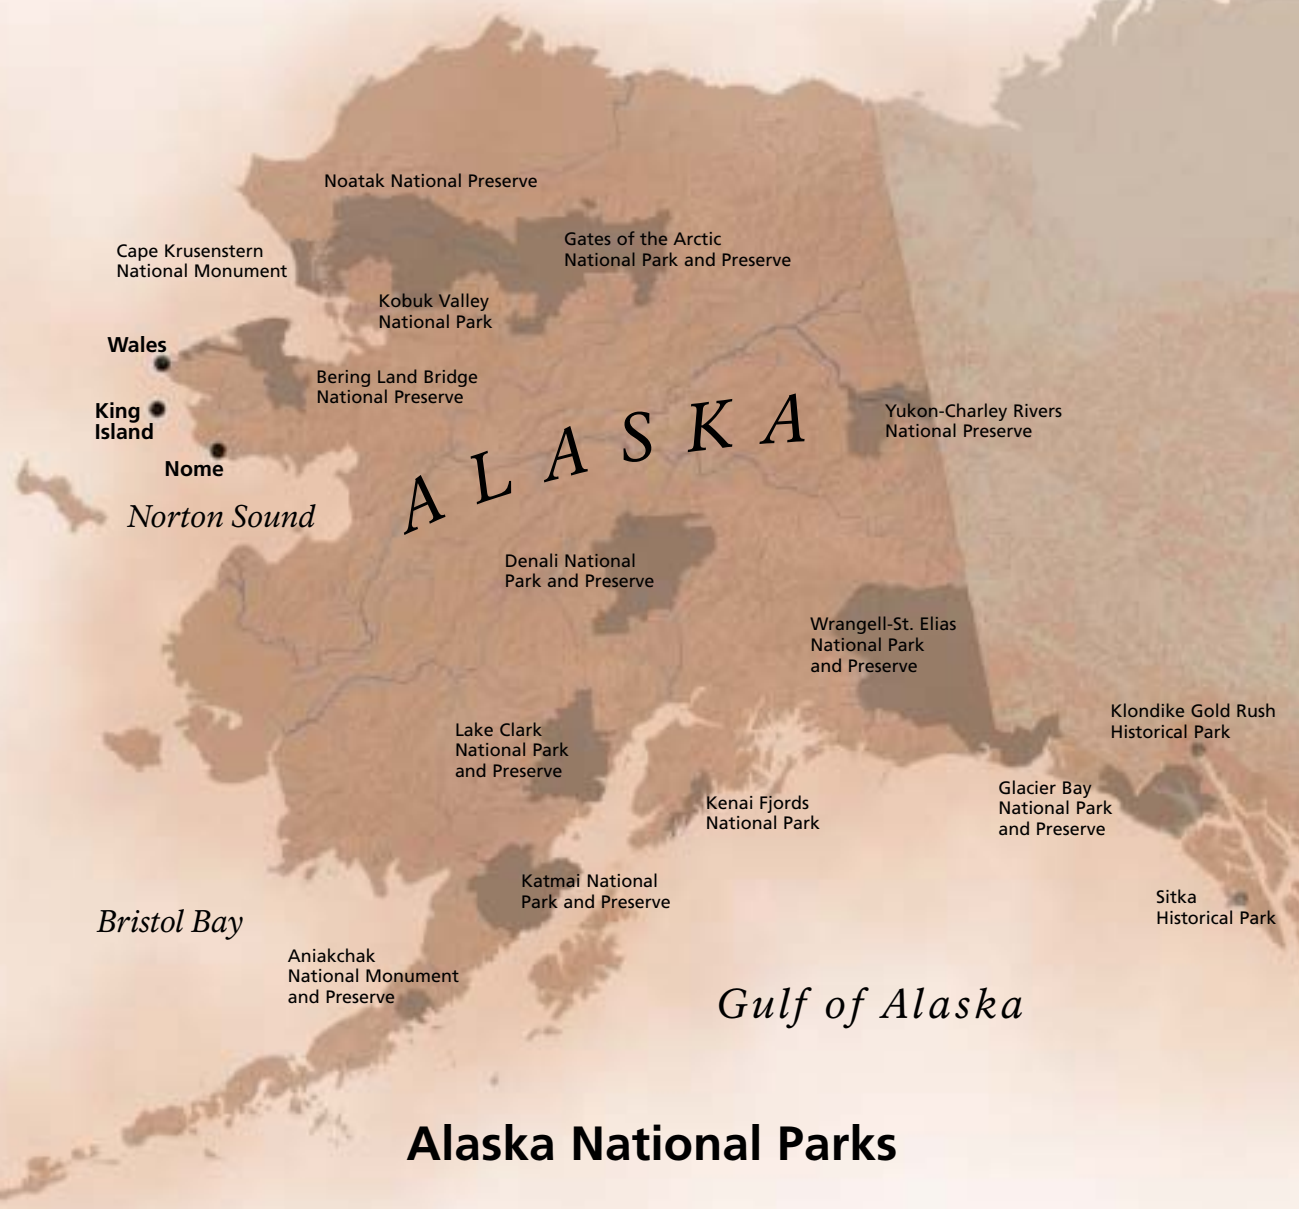 Noatak National Preserve
Cape Krusenstern
National Monument
Gates of the Arctic
National Park and Preserve
Kobuk Valley
National Park
Wales
Bering Land Bridge
National Preserve
King
Island
Nome
Norton Sound
ALASKA
Yukon-Charley Rivers
National Preserve
Denali National
Park and Preserve
Wrangell-St. Elias
National Park
and Preserve
Lake Clark
National Park
and Preserve
Kenai Fjords
National Park
Klondike Gold Rush
Historical Park
Glacier Bay
National Park
and Preserve
Katmai National
Park and Preserve
Sitka
Historical Park
Bristol Bay
Aniakchak
National Monument
and Preserve
Gulf of Alaska
Alaska National Parks